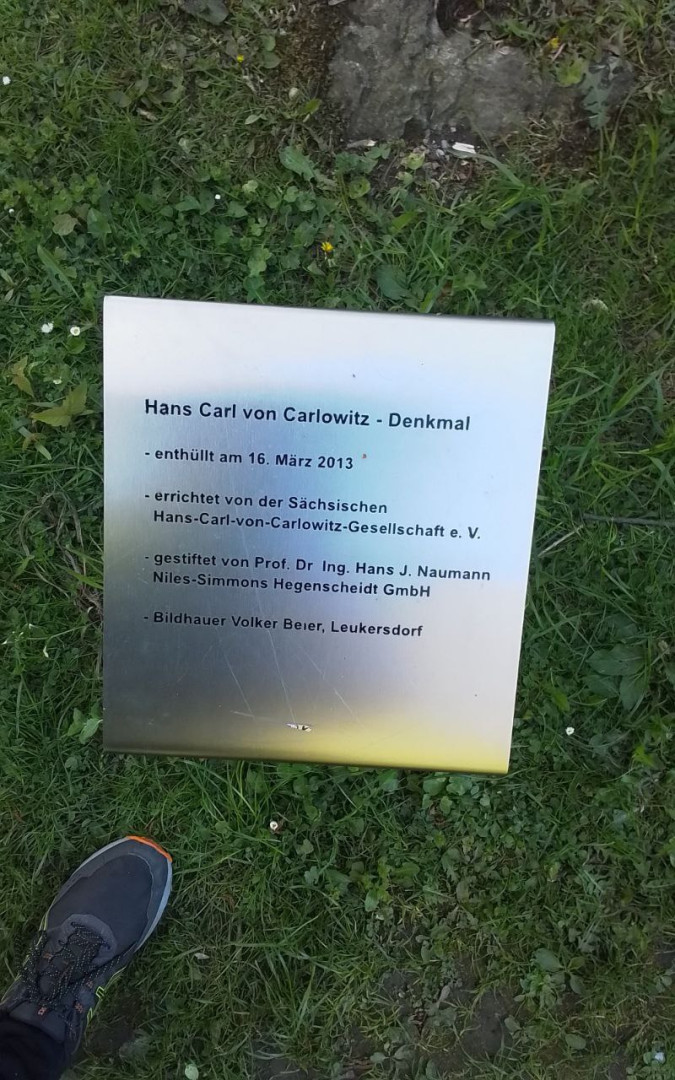 Hans Carl von Carlowitz - Denkmal
- enthüllt am 16. März 2013
- errichtet von der Sächsischen
Hans-Carl-von-Carlowitz-Gesellschaft e. V.
- gestiftet von Prof. Dr Ing. Hans J. Naumann
Niles-Simmons Hegenscheidt GmbH
- Bildhauer Volker Beier, Leukersdorf